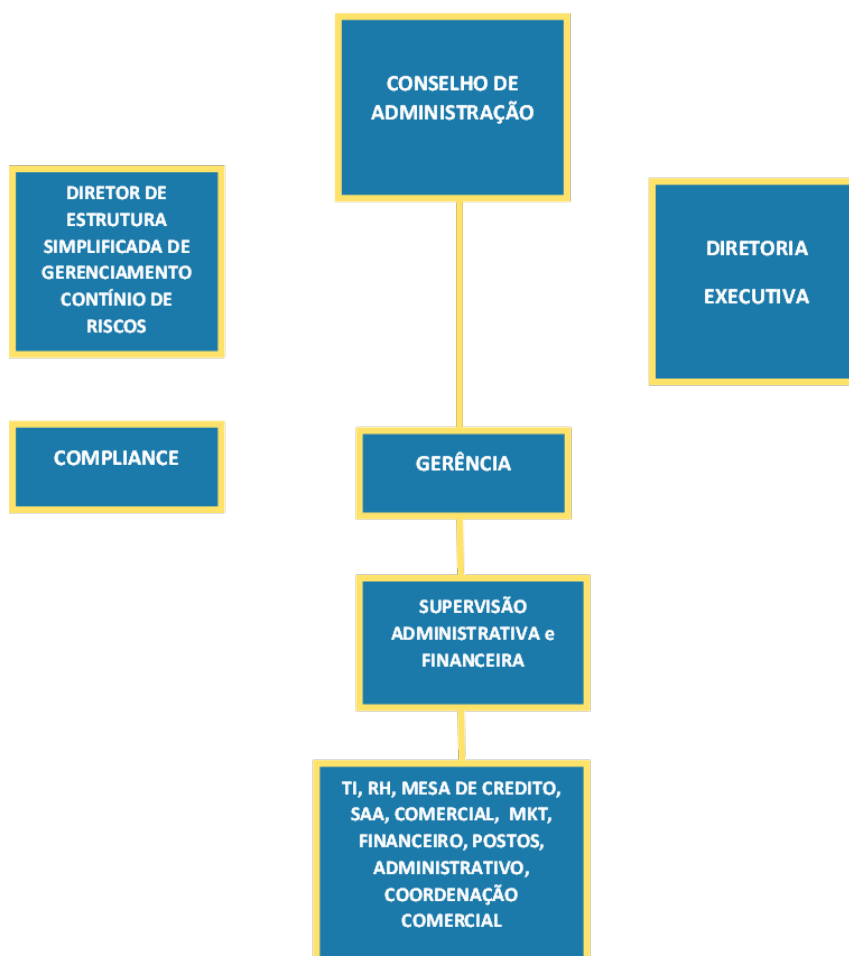 CONSELHO DE
ADMINISTRAÇÃO
DIRETOR DE
ESTRUTURA
SIMPLIFICADA DE
GERENCIAMENTO
CONTÍNIO DE
RISCOS
DIRETORIA
EXECUTIVA
COMPLIANCE
GERÊNCIA
SUPERVISÃO
ADMINISTRATIVA e
FINANCEIRA
TI, RH, MESA DE CREDITO,
SAA, COMERCIAL, MKT,
FINANCEIRO, POSTOS,
ADMINISTRATIVO,
COORDENAÇÃO
COMERCIAL